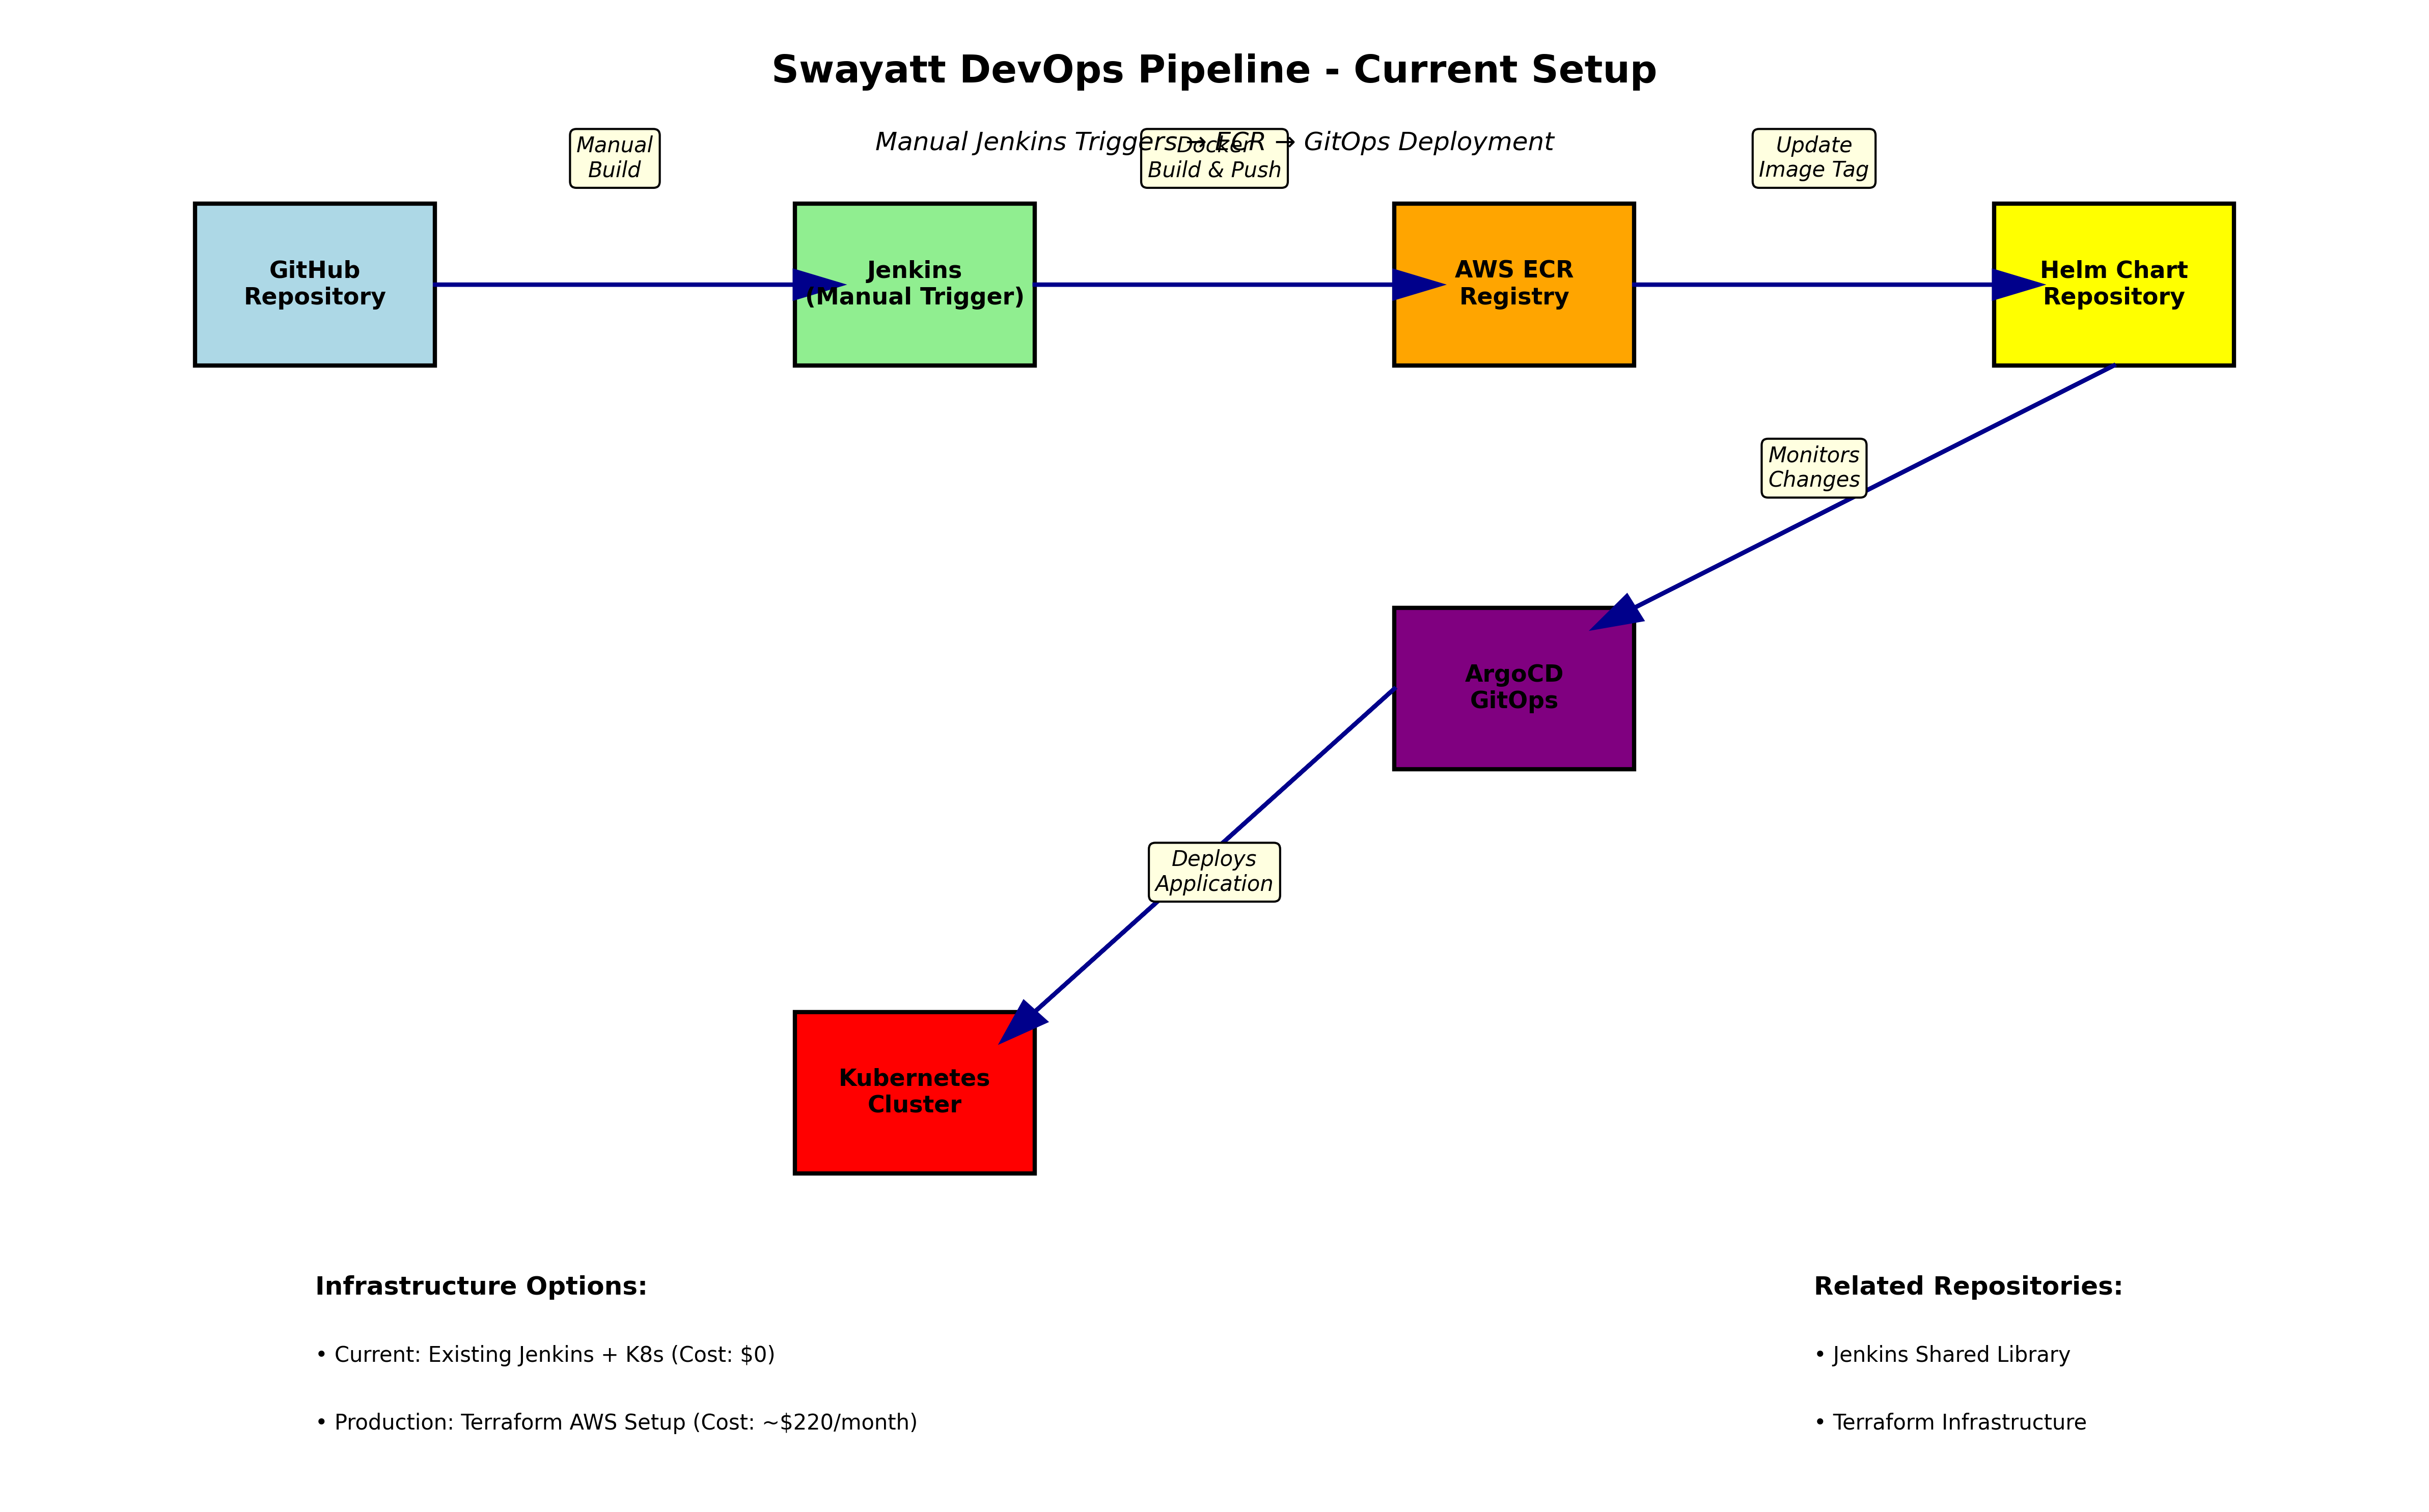 Swayatt DevOps Pipeline - Current Setup
Manual Jenkins Triggers → ECR → GitOps Deployment
Manual
Build
Docker
Build & Push
Update
Image Tag
GitHub
Repository
Jenkins
(Manual Trigger)
AWS ECR
Registry
Helm Chart
Repository
Monitors
Changes
ArgoCD
GitOps
Deploys
Application
Kubernetes
Cluster
Infrastructure Options:
• Current: Existing Jenkins + K8s (Cost: $0)
• Production: Terraform AWS Setup (Cost: ~$220/month)
Related Repositories:
• Jenkins Shared Library
• Terraform Infrastructure